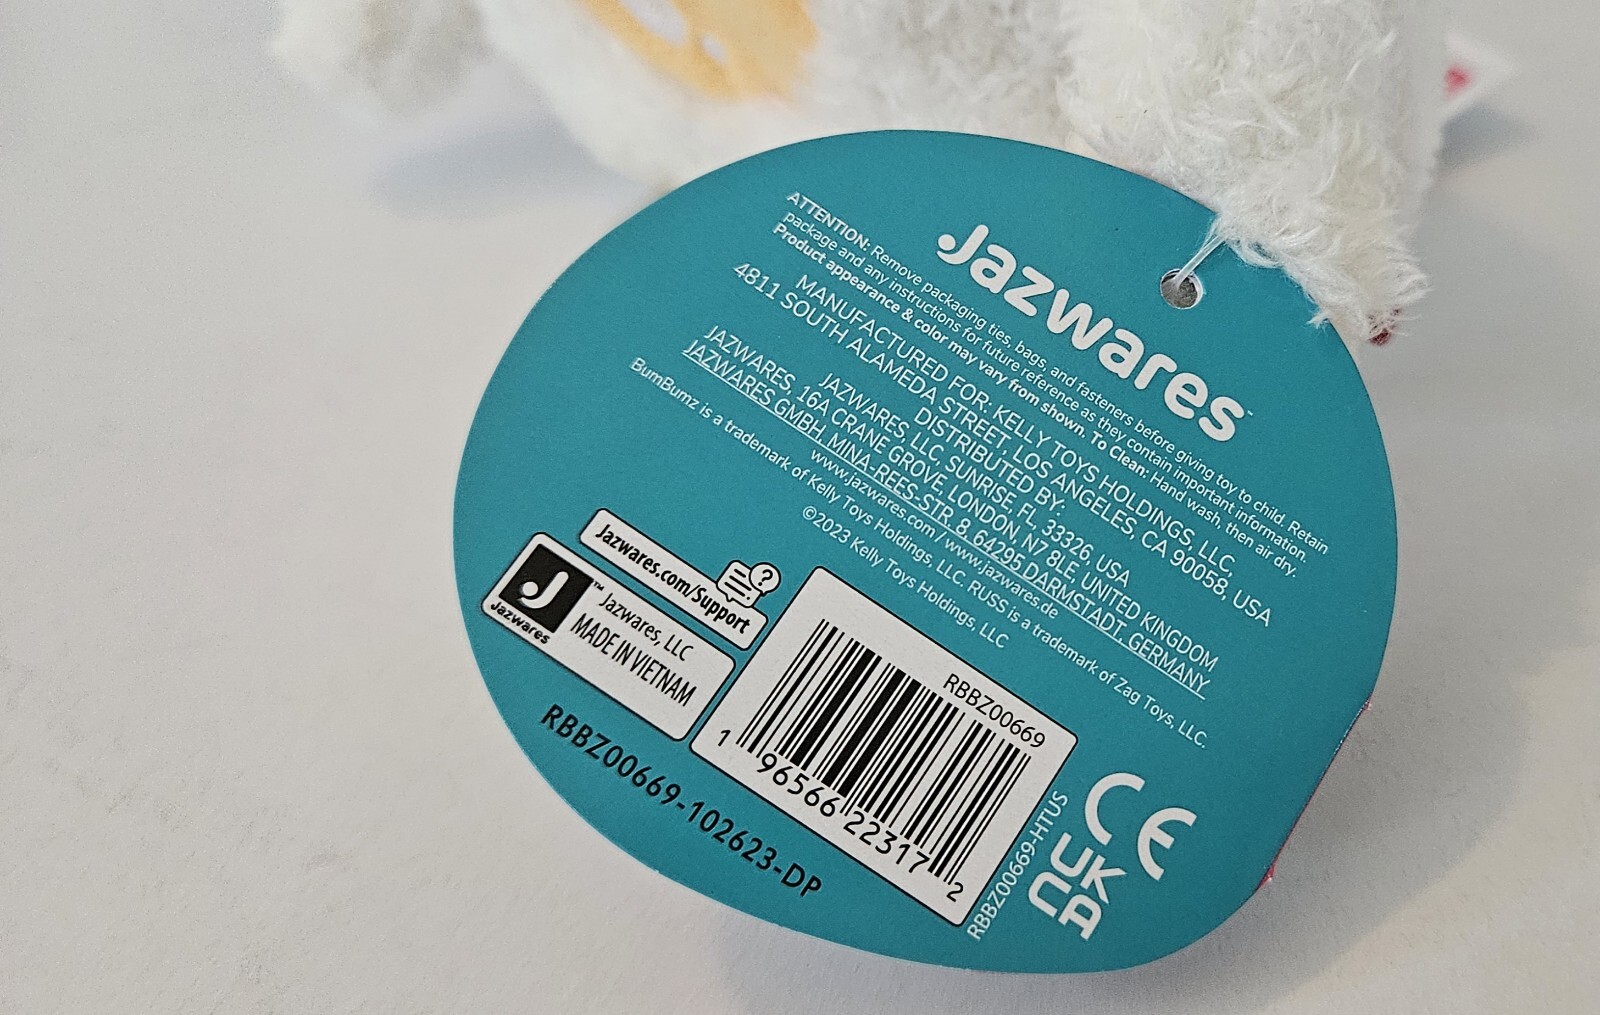 Jazwares™
ATTENTION: Remove packaging ties, bags, and fasteners before giving toy to child. Retain
package and any instructions for future reference as they contain important information.
Product appearance & color may vary from shown. To Clean: Hand wash, then air dry.
MANUFACTURED FOR: KELLY TOYS HOLDINGS, LLC,
4811 SOUTH ALAMEDA STREET, LOS ANGELES, CA 90058, USA
DISTRIBUTED BY:
JAZWARES, LLC, SUNRISE, FL, 33326, USA
JAZWARES, 16A CRANE GROVE, LONDON, N7 8LE, UNITED KINGDOM
JAZWARES GMBH, MINA-REES-STR. 8, 64295 DARMSTADT, GERMANY
www.jazwares.com / www.jazwares.de
BumBumz is a trademark of Kelly Toys Holdings, LLC. RUSS is a trademark of Zag Toys, LLC.
©2023 Kelly Toys Holdings, LLC
Jazwares.com/Support
?
J™
Jazwares
Jazwares, LLC
MADE IN VIETNAM
RBBZ00669
1 96566 22317 2
RBBZ00669-102623-DP
RBBZ00669-HTUS
CE
UK
CA